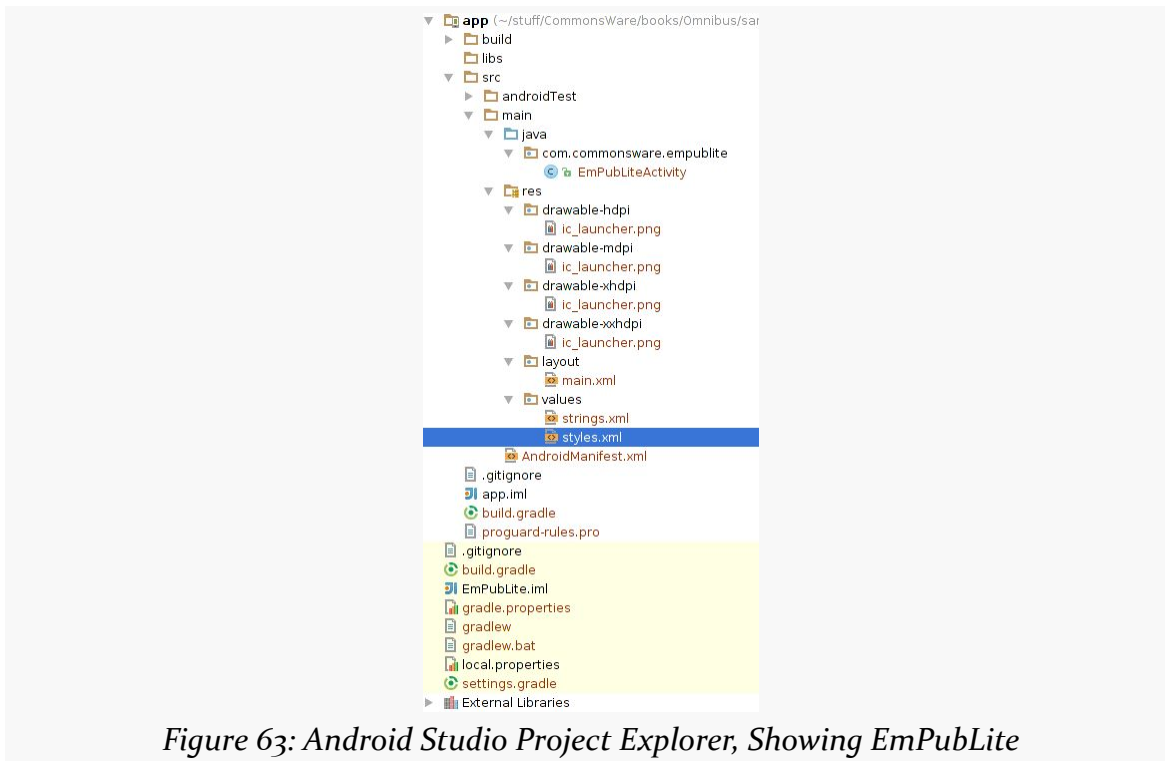 app (~/stuff/CommonsWare/books/Omnibus/sar
build
libs
src
androidTest
main
java
com.commonsware.empublite
EmPubLiteActivity
res
drawable-hdpi
ic_launcher.png
drawable-mdpi
ic_launcher.png
drawable-xhdpi
ic_launcher.png
drawable-xxhdpi
ic_launcher.png
layout
main.xml
values
strings.xml
styles.xml
AndroidManifest.xml
.gitignore
app.iml
build.gradle
proguard-rules.pro
.gitignore
build.gradle
EmPubLite.iml
gradle.properties
gradlew
gradlew.bat
local.properties
settings.gradle
External Libraries
Figure 63: Android Studio Project Explorer, Showing EmPubLite